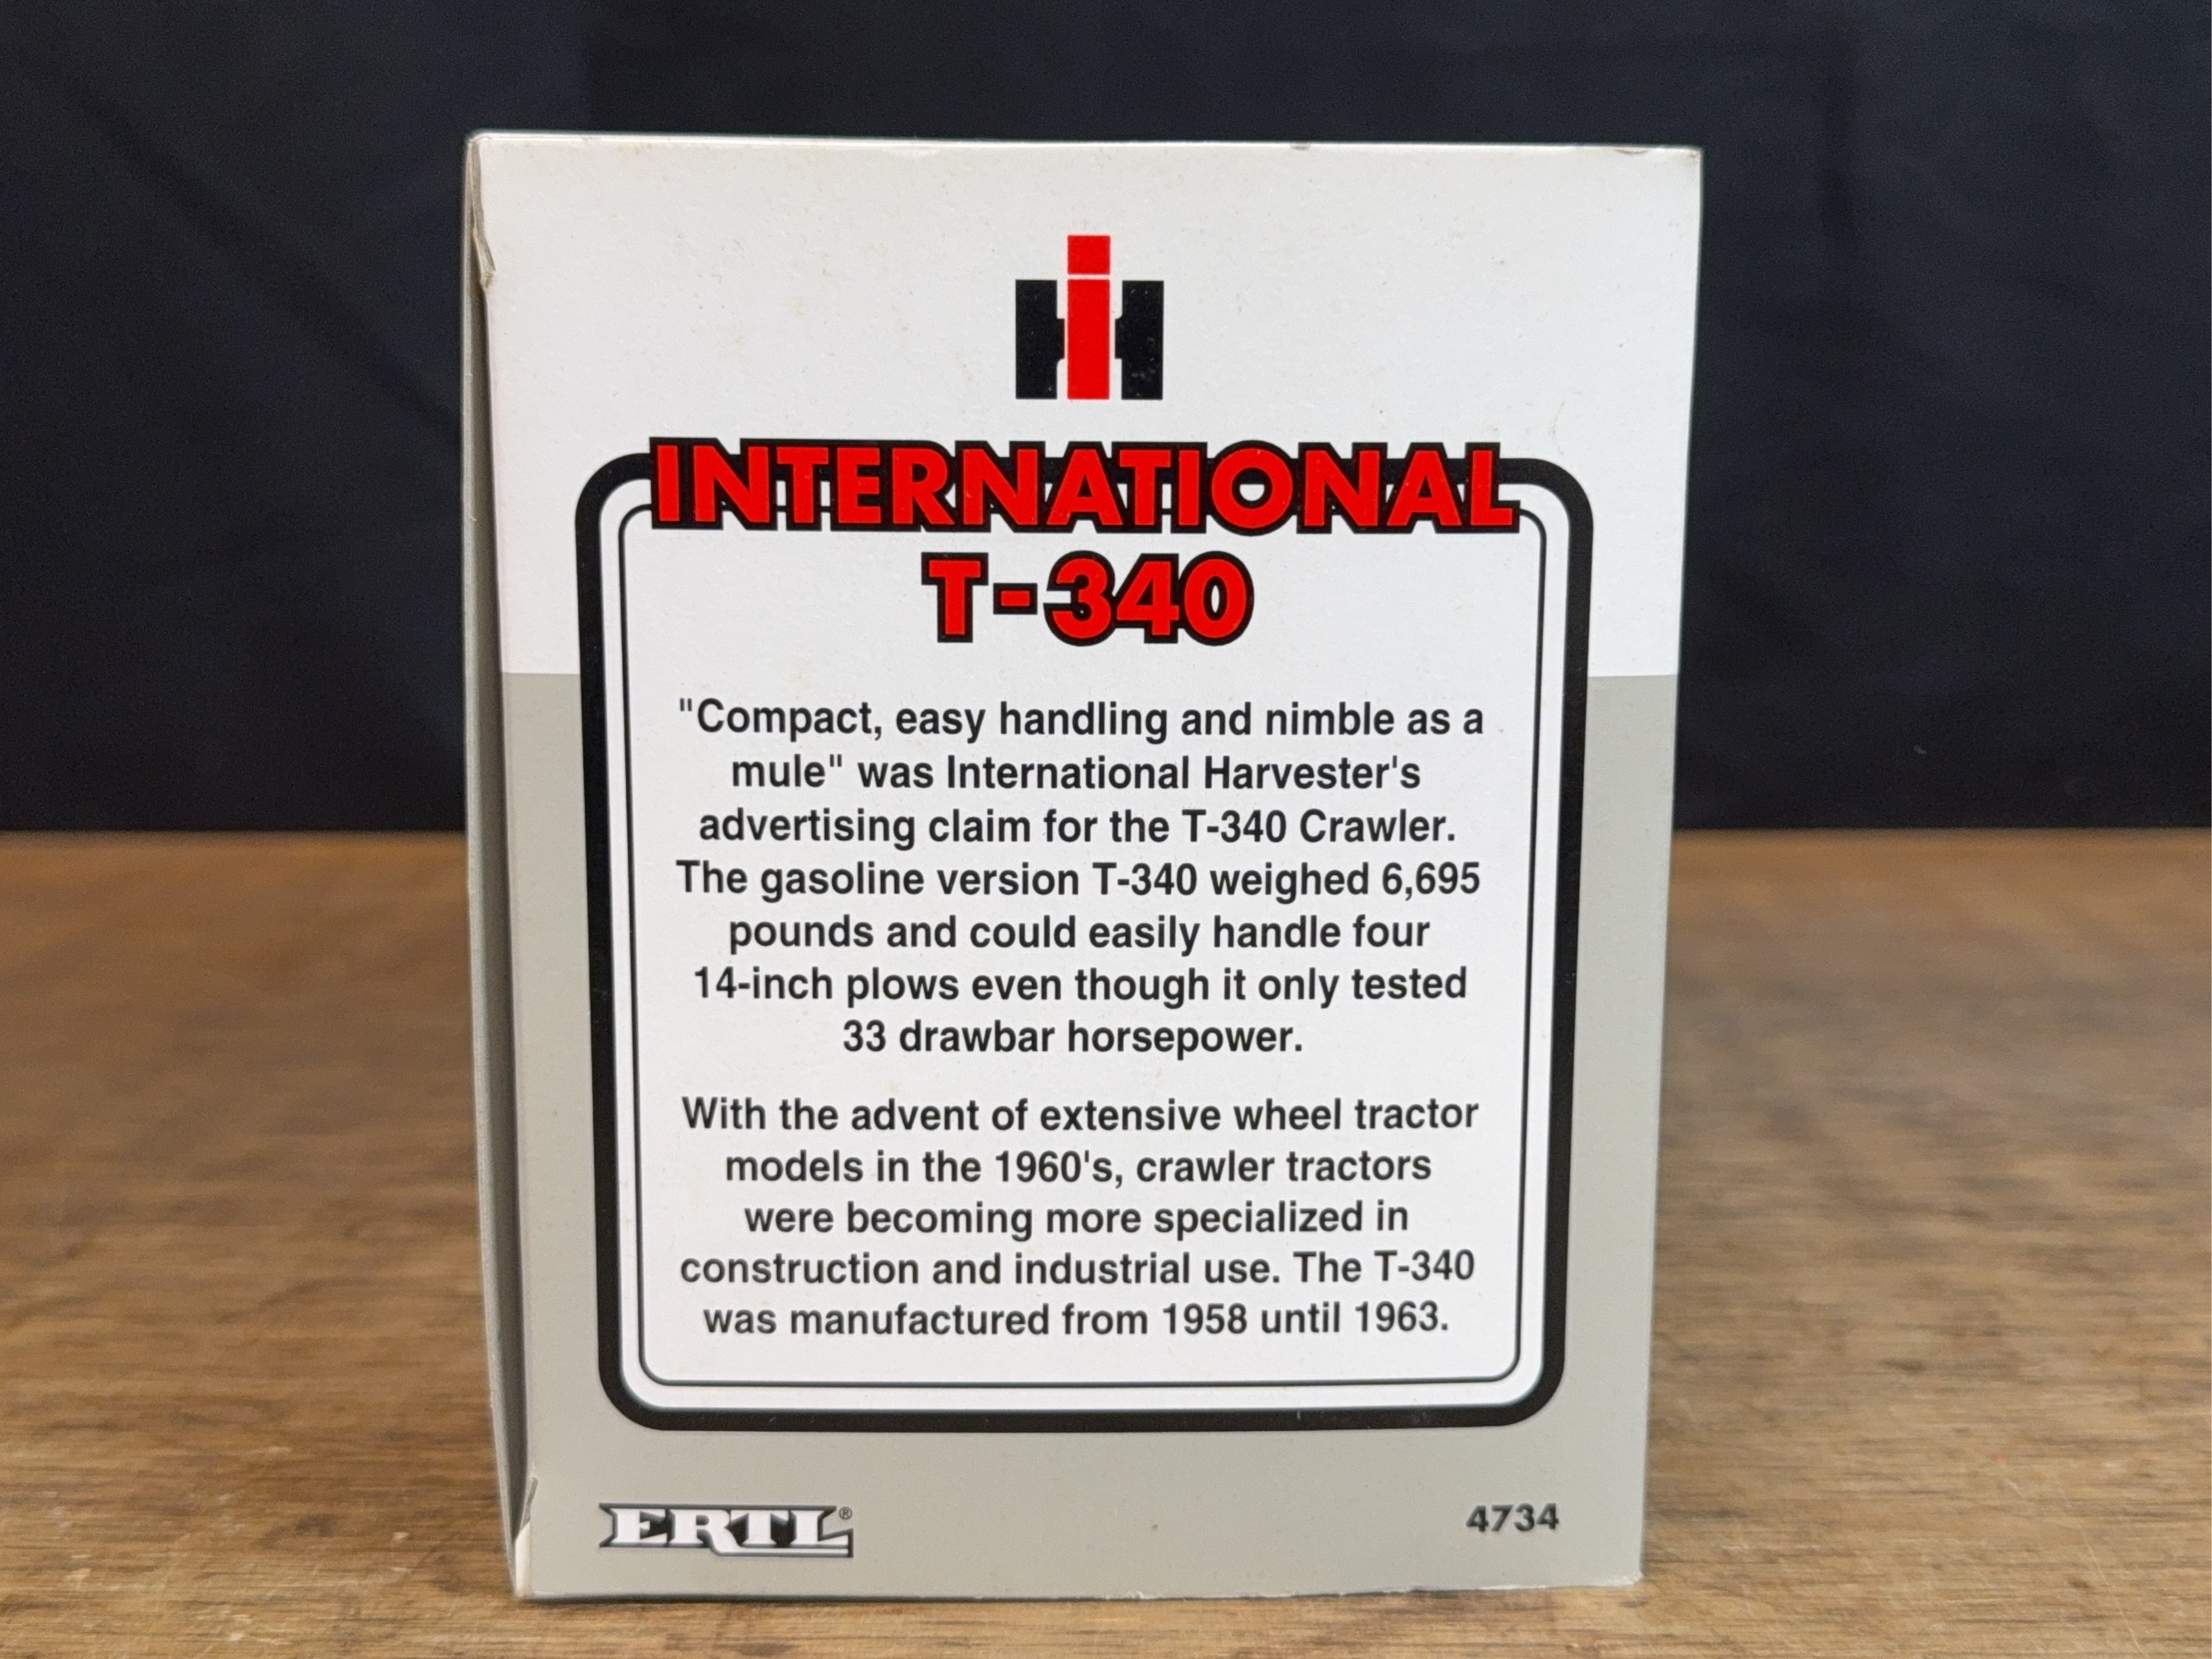 IH
INTERNATIONAL
T-340
"Compact, easy handling and nimble as a
mule" was International Harvester's
advertising claim for the T-340 Crawler.
The gasoline version T-340 weighed 6,695
pounds and could easily handle four
14-inch plows even though it only tested
33 drawbar horsepower.
With the advent of extensive wheel tractor
models in the 1960's, crawler tractors
were becoming more specialized in
construction and industrial use. The T-340
was manufactured from 1958 until 1963.
ERTL®
4734